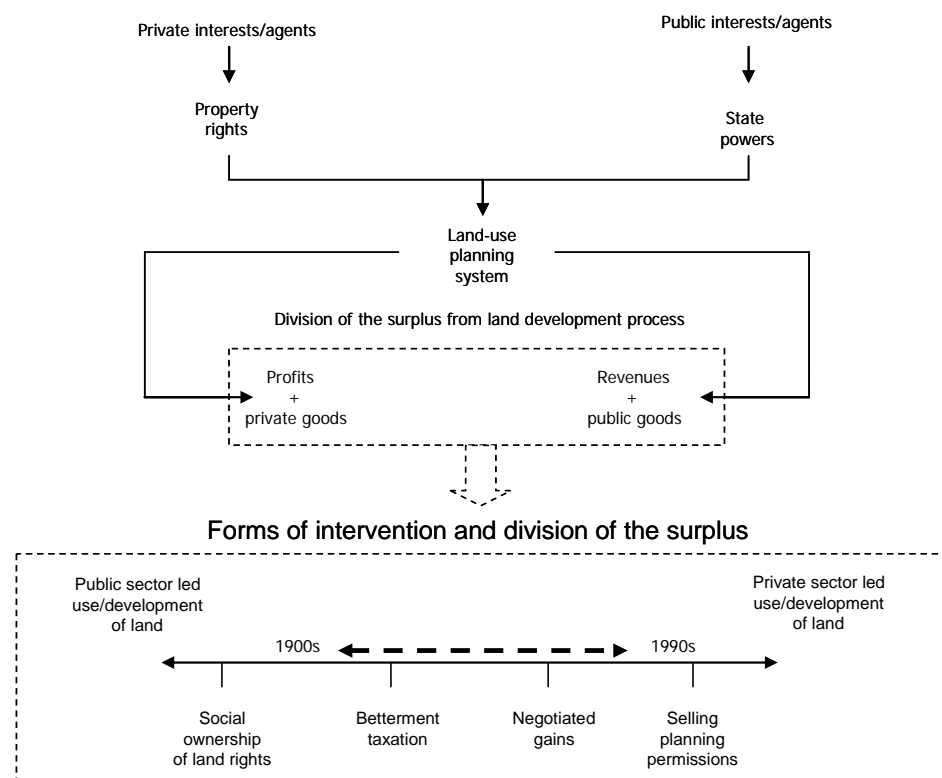 Private interests/agents
Public interests/agents
Property
rights
State
powers
Land-use
planning
system
Division of the surplus from land development process
Profits
+
private goods
Revenues
+
public goods
Forms of intervention and division of the surplus
Public sector led
use/development
of land
Private sector led
use/development
of land
1900s
1990s
Social
ownership
of land rights
Betterment
taxation
Negotiated
gains
Selling
planning
permissions